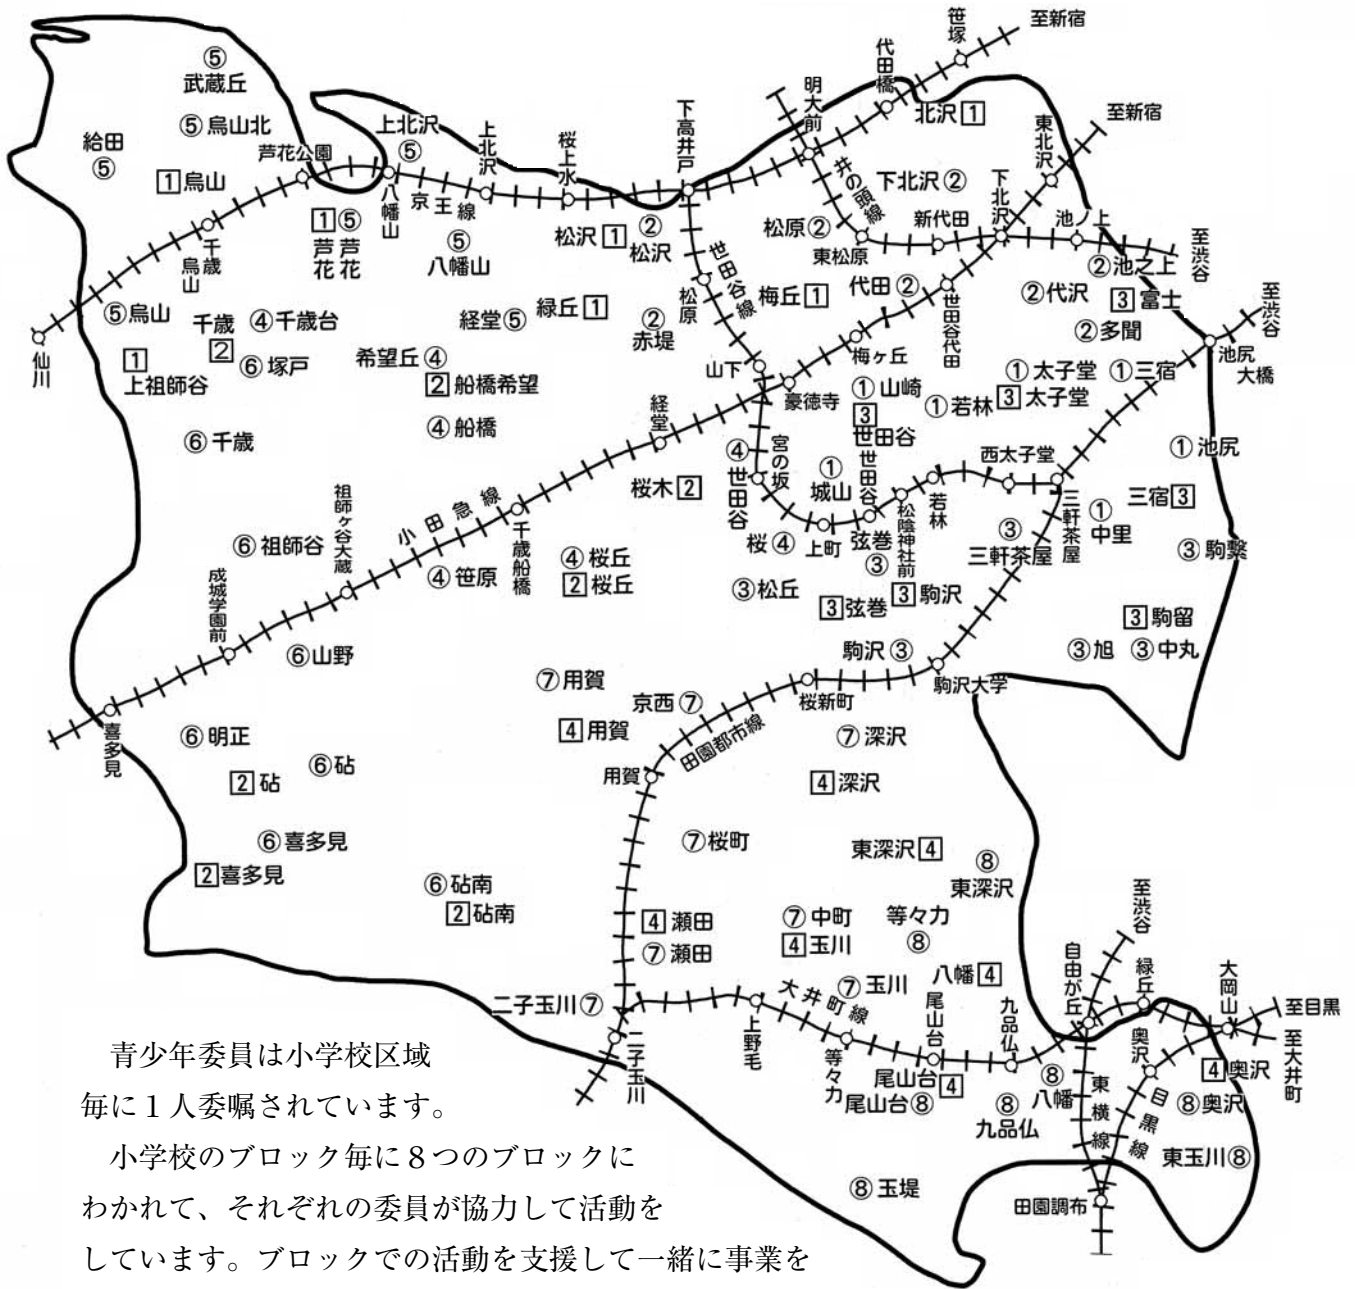 笹塚
至新宿
代田橋
明大前
下高井戸
北沢 1
至新宿
東北沢
⑤
武蔵丘
⑤烏山北
給田
⑤
1 烏山
芦花公園
上北沢
⑤
上北沢
桜上水
八幡山
京王線
井の頭線
下北沢②
下北沢
新代田
池ノ上
至渋谷
松原②
東松原
千歳烏山
1 ⑤
芦花 芦花
⑤
八幡山
松沢 1
②
松沢
世田谷線
松原
②池之上
②代沢
3 富士
②多聞
至渋谷
池尻大橋
仙川
⑤烏山
千歳
2
④千歳台
⑥塚戸
1
上祖師谷
経堂⑤
緑丘 1
②
赤堤
梅丘 1
代田②
世田谷代田
梅ヶ丘
希望丘④
2 船橋希望
④船橋
山下
豪徳寺
①山崎
3
世田谷
①若林
①太子堂
3 太子堂
①三宿
⑥千歳
経堂
④
世田谷
宮の坂
①
城山
世田谷
西太子堂
①池尻
桜木 2
三宿 3
祖師ヶ谷大蔵
小田急線
千歳船橋
桜④
上町
弦巻
③
松陰神社前
若林
③
三軒茶屋
三軒茶屋
①
中里
③駒繋
⑥祖師谷
成城学園前
④笹原
④桜丘
2 桜丘
③松丘
3 弦巻
3 駒沢
3 駒留
⑥山野
駒沢③
③旭
③中丸
駒沢大学
⑦用賀
京西⑦
桜新町
4 用賀
田園都市線
⑦深沢
喜多見
⑥明正
2 砧
⑥砧
用賀
4 深沢
⑥喜多見
2 喜多見
⑦桜町
東深沢 4
⑧
東深沢
⑥砧南
2 砧南
4 瀬田
⑦瀬田
⑦中町
4 玉川
等々力
⑧
至渋谷
自由が丘
緑丘
大岡山
至目黒
至大井町
二子玉川⑦
二子玉川
上野毛
大井町線
⑦玉川
八幡 4
尾山台
九品仏
等々力
尾山台 4
尾山台⑧
⑧
九品仏
⑧
八幡
東横線
奥沢
目黒線
4 奥沢
⑧奥沢
東玉川⑧
⑧玉堤
田園調布
青少年委員は小学校区域
毎に１人委嘱されています。
小学校のブロック毎に８つのブロックに
わかれて、それぞれの委員が協力して活動を
しています。ブロックでの活動を支援して一緒に事業を